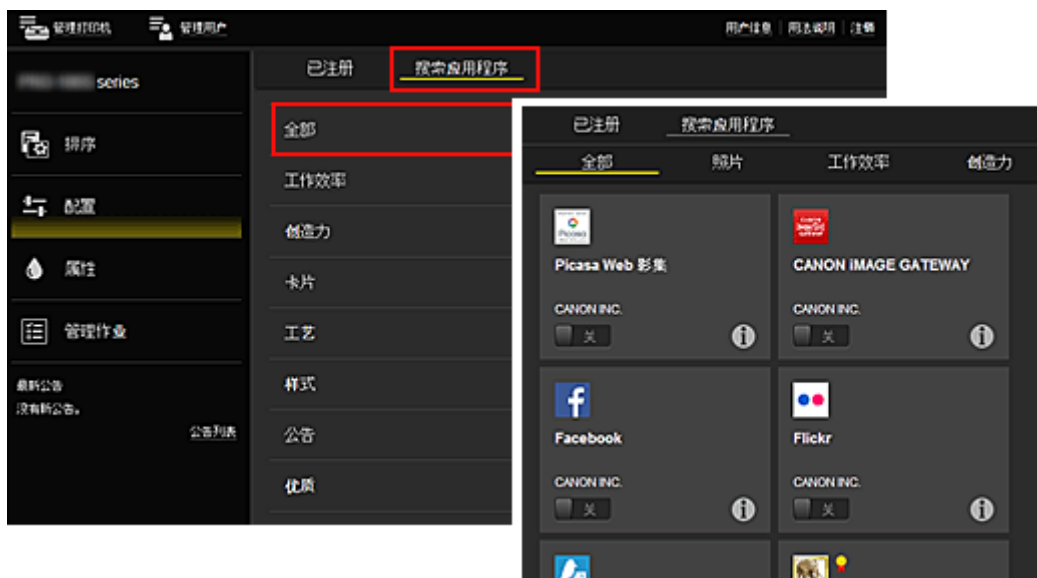 管理打印机 管理用户 用户信息 用法说明 注销
series
已注册 搜索应用程序
排序
配置
属性
管理作业
最新公告
没有新公告。
公告列表
全部
工作效率
创造力
卡片
工艺
样式
公告
优质
已注册 搜索应用程序
全部 照片 工作效率 创造力
Picasa Web 影集
CANON INC.
关
CANON iMAGE GATEWAY
CANON INC.
关
Facebook
CANON INC.
关
Flickr
CANON INC.
关